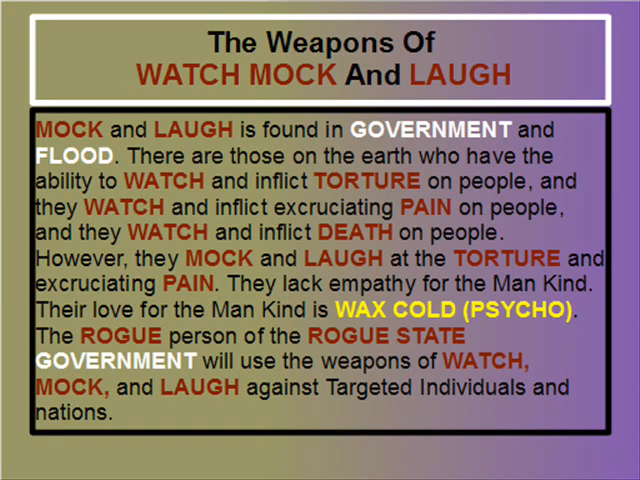 The Weapons Of
WATCH MOCK And LAUGH
MOCK and LAUGH is found in GOVERNMENT and
FLOOD. There are those on the earth who have the
ability to WATCH and inflict TORTURE on people, and
they WATCH and inflict excruciating PAIN on people,
and they WATCH and inflict DEATH on people.
However, they MOCK and LAUGH at the TORTURE and
excruciating PAIN. They lack empathy for the Man Kind.
Their love for the Man Kind is WAX COLD (PSYCHO).
The ROGUE person of the ROGUE STATE
GOVERNMENT will use the weapons of WATCH,
MOCK, and LAUGH against Targeted Individuals and
nations.